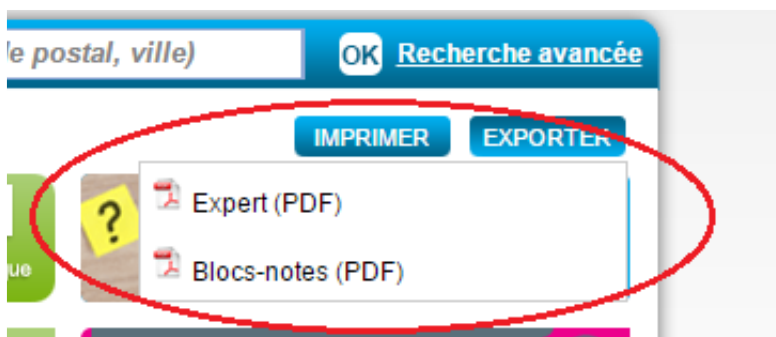 le postal, ville) OK Recherche avancée
IMPRIMER EXPORTER
?
Expert (PDF)
ue
Blocs-notes (PDF)